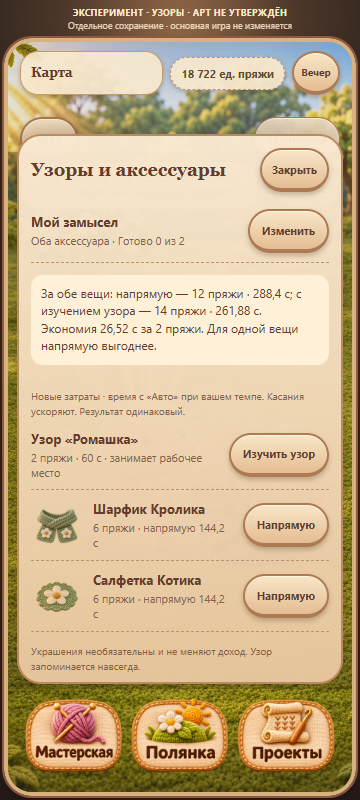 ЭКСПЕРИМЕНТ · УЗОРЫ · АРТ НЕ УТВЕРЖДЁН
Отдельное сохранение · основная игра не изменяется
Карта
18 722 ед. пряжи
Вечер
Узоры и аксессуары
Закрыть
Мой замысел
Оба аксессуара · Готово 0 из 2
Изменить
За обе вещи: напрямую — 12 пряжи · 288,4 с; с
изучением узора — 14 пряжи · 261,88 с.
Экономия 26,52 с за 2 пряжи. Для одной вещи
напрямую выгоднее.
Новые затраты · время с «Авто» при вашем темпе. Касания
ускоряют. Результат одинаковый.
Узор «Ромашка»
2 пряжи · 60 с · занимает рабочее
место
Изучить узор
Шарфик Кролика
6 пряжи · напрямую 144,2
с
Напрямую
Салфетка Котика
6 пряжи · напрямую 144,2
с
Напрямую
Украшения необязательны и не меняют доход. Узор
запоминается навсегда.
Мастерская
Полянка
Проекты